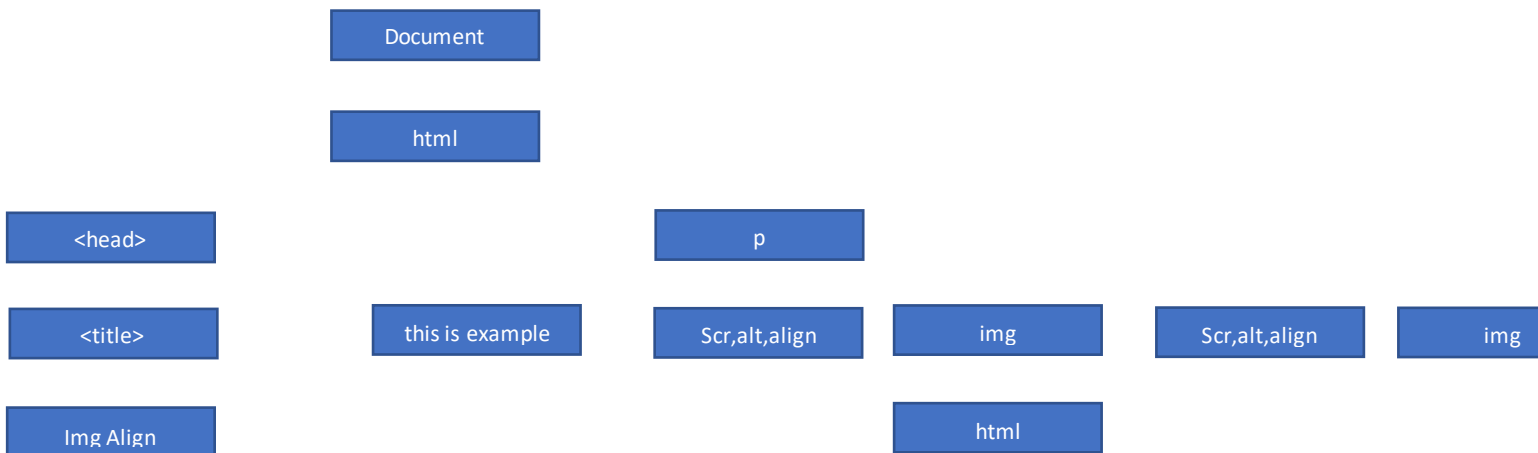 Document
html
<head>
p
<title>
this is example
Scr,alt,align
img
Scr,alt,align
img
Img Align
html